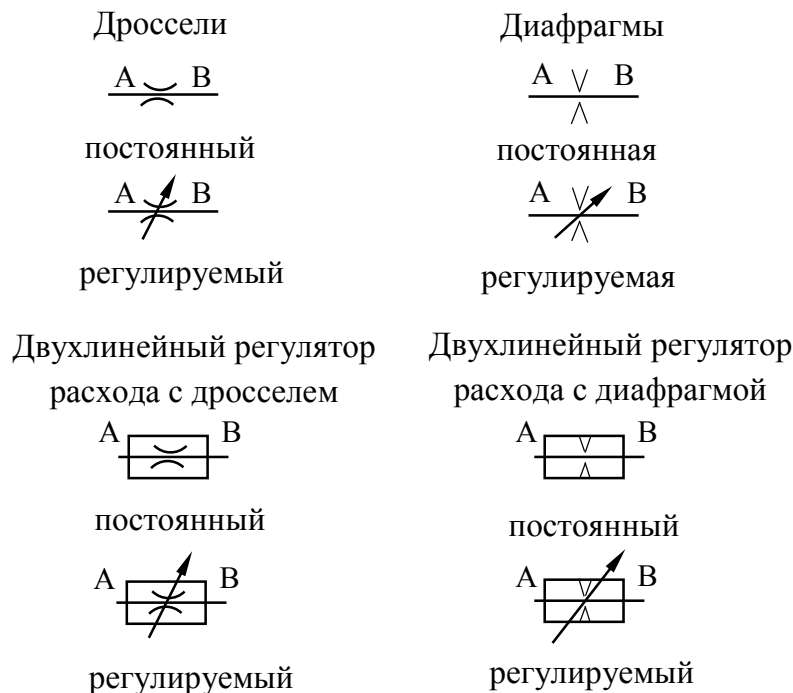 Дроссели
A B
постоянный
A B
регулируемый
Диафрагмы
A B
постоянная
A B
регулируемая
Двухлинейный регулятор
расхода с дросселем
A B
постоянный
A B
регулируемый
Двухлинейный регулятор
расхода с диафрагмой
A B
постоянный
A B
регулируемый